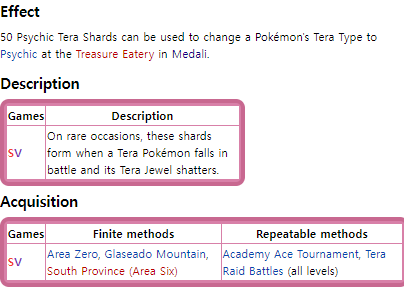 Effect
50 Psychic Tera Shards can be used to change a Pokémon's Tera Type to
Psychic at the Treasure Eatery in Medali.
Description
Games Description
SV On rare occasions, these shards
form when a Tera Pokémon falls in
battle and its Tera Jewel shatters.
Acquisition
Games Finite methods Repeatable methods
SV Area Zero, Glaseado Mountain, Academy Ace Tournament, Tera
South Province (Area Six) Raid Battles (all levels)